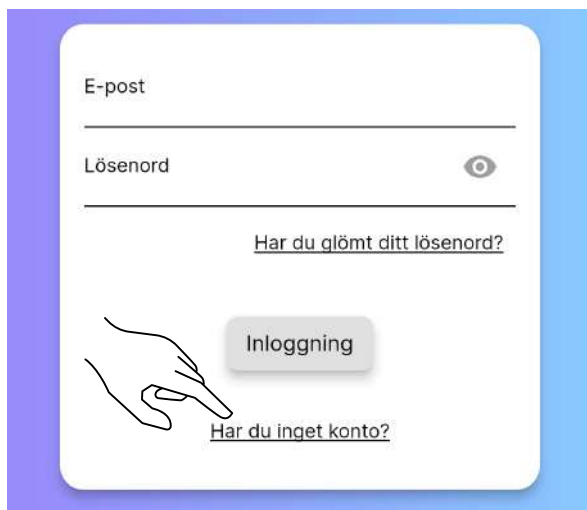 E-post
Lösenord
Har du glömt ditt lösenord?
Inloggning
Har du inget konto?